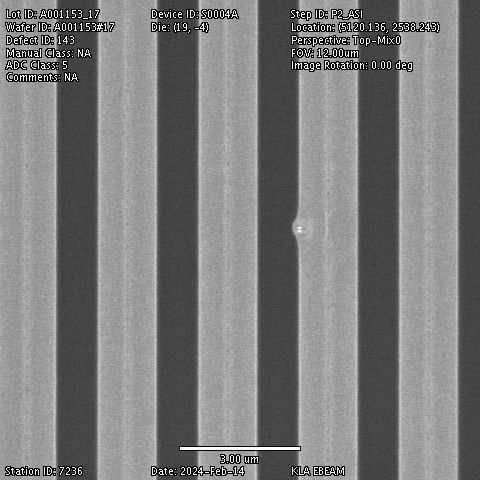 Lot ID: A001153_17
Wafer ID: A001153#17
Defect ID: 143
Manual Class: NA
ADC Class: 5
Comments: NA
Device ID: S0004A
Die: (19, -4)
Step ID: P2_ASI
Location: (5120.136, 2538.243)
Perspective: Top-Mix0
FOV: 12.00um
Image Rotation: 0.00 deg
3.00 um
Station ID: 7236
Date: 2024-Feb-14
KLA EBEAM